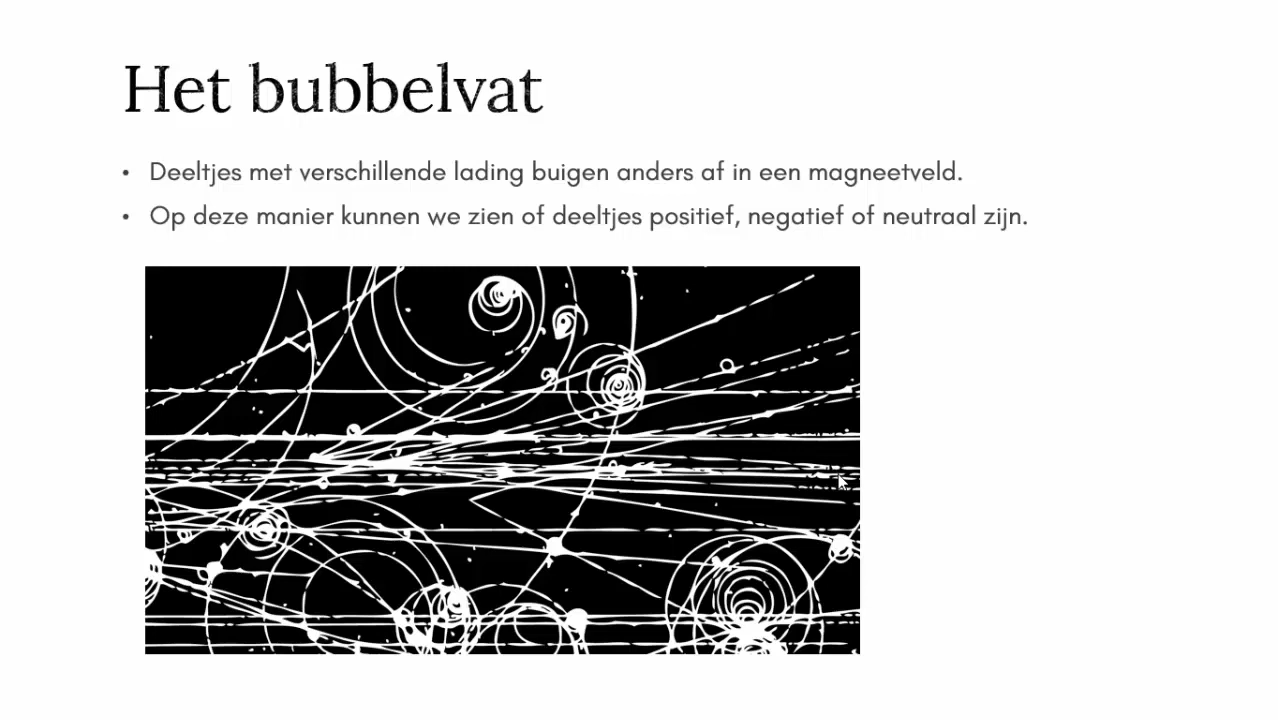 Het bubbelvat
• Deeltjes met verschillende lading buigen anders af in een magneetveld.
• Op deze manier kunnen we zien of deeltjes positief, negatief of neutraal zijn.